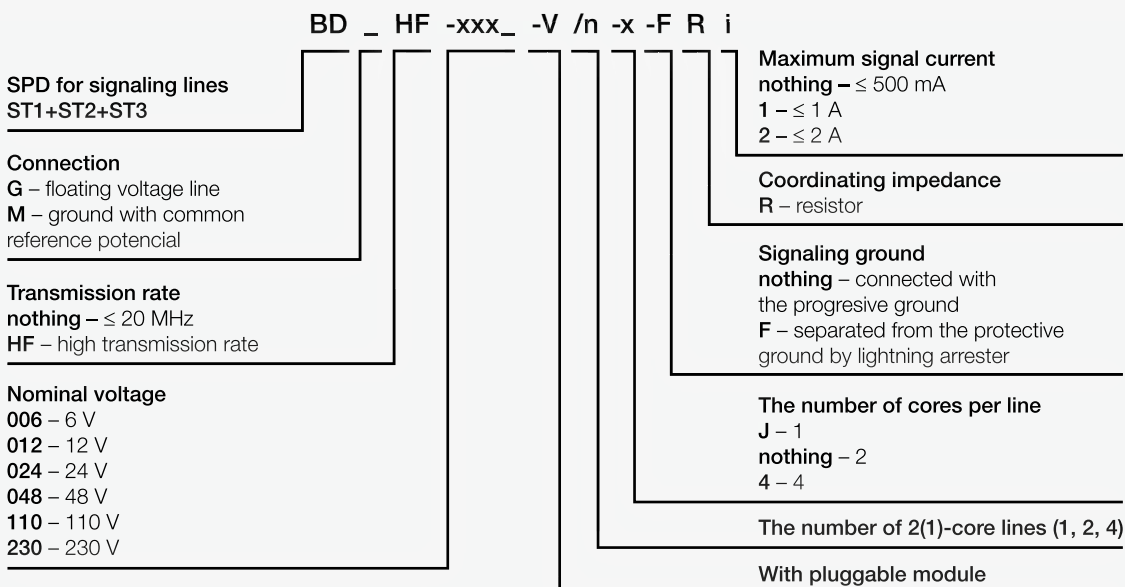 BD _ HF -xxx_ -V /n -x -F R i
SPD for signaling lines
ST1+ST2+ST3
Connection
G – floating voltage line
M – ground with common
reference potencial
Transmission rate
nothing – ≤ 20 MHz
HF – high transmission rate
Nominal voltage
006 – 6 V
012 – 12 V
024 – 24 V
048 – 48 V
110 – 110 V
230 – 230 V
Maximum signal current
nothing – ≤ 500 mA
1 – ≤ 1 A
2 – ≤ 2 A
Coordinating impedance
R – resistor
Signaling ground
nothing – connected with
the progresive ground
F – separated from the protective
ground by lightning arrester
The number of cores per line
J – 1
nothing – 2
4 – 4
The number of 2(1)-core lines (1, 2, 4)
With pluggable module